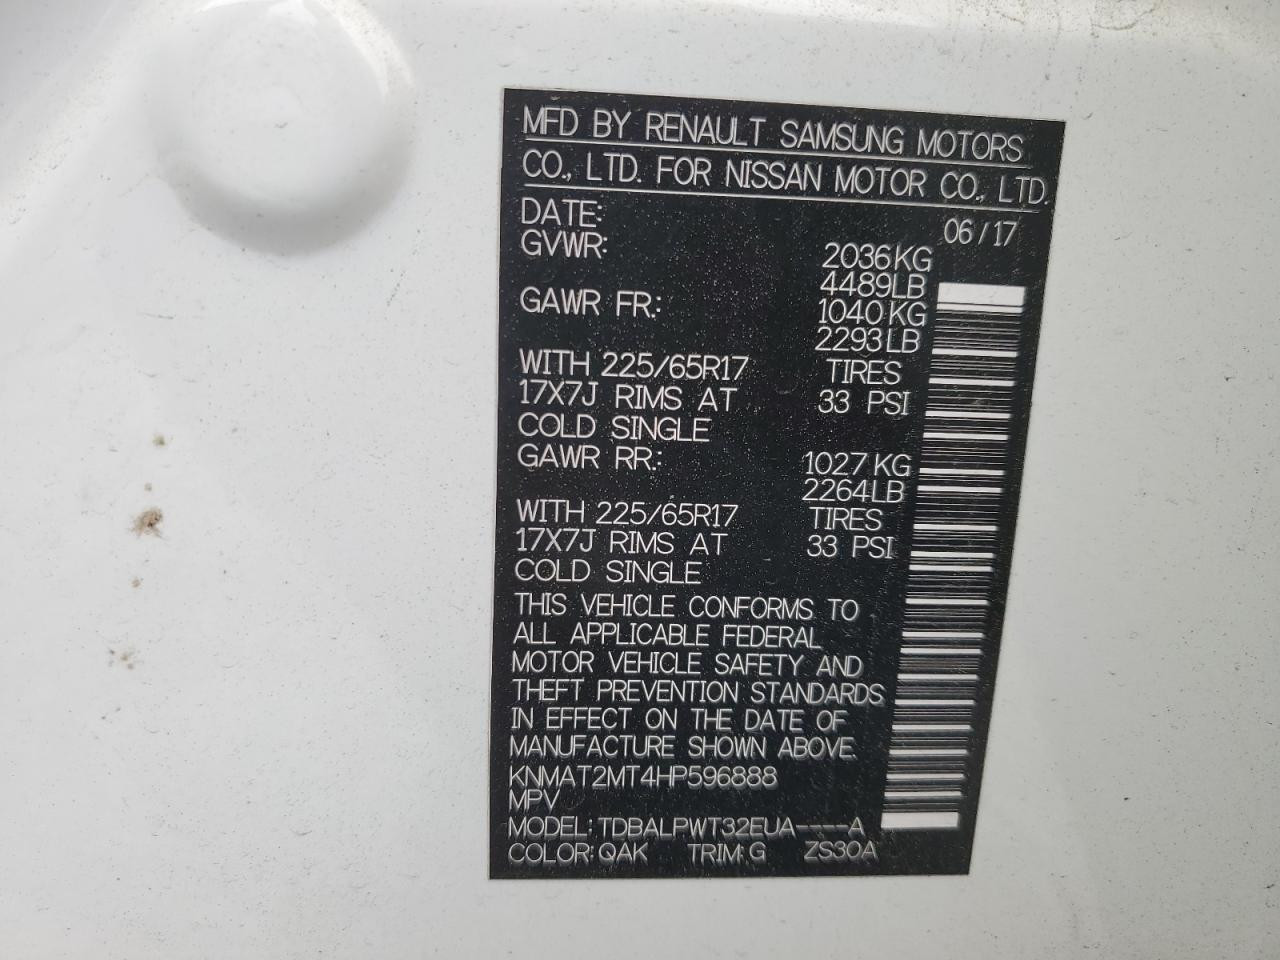 MFD BY RENAULT SAMSUNG MOTORS
CO., LTD. FOR NISSAN MOTOR CO., LTD.
DATE: 06/17
GVWR: 2036KG
4489LB
GAWR FR.: 1040KG
2293LB
WITH 225/65R17 TIRES
17X7J RIMS AT 33 PSI
COLD SINGLE
GAWR RR.: 1027KG
2264LB
WITH 225/65R17 TIRES
17X7J RIMS AT 33 PSI
COLD SINGLE
THIS VEHICLE CONFORMS TO
ALL APPLICABLE FEDERAL
MOTOR VEHICLE SAFETY AND
THEFT PREVENTION STANDARDS
IN EFFECT ON THE DATE OF
MANUFACTURE SHOWN ABOVE.
KNMAT2MT4HP596888
MPV
MODEL: TDBALPWT32EUA----A
COLOR: QAK TRIM: G ZS30A